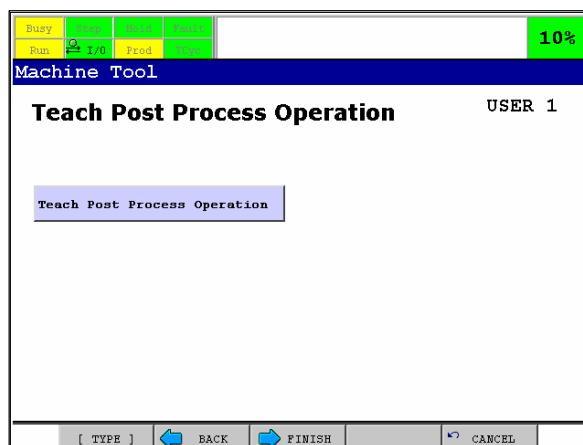 Busy Step Hold Fault
Run I/O Prod TCyc
10%
Machine Tool
Teach Post Process Operation
USER 1
Teach Post Process Operation
[ TYPE ] BACK FINISH CANCEL